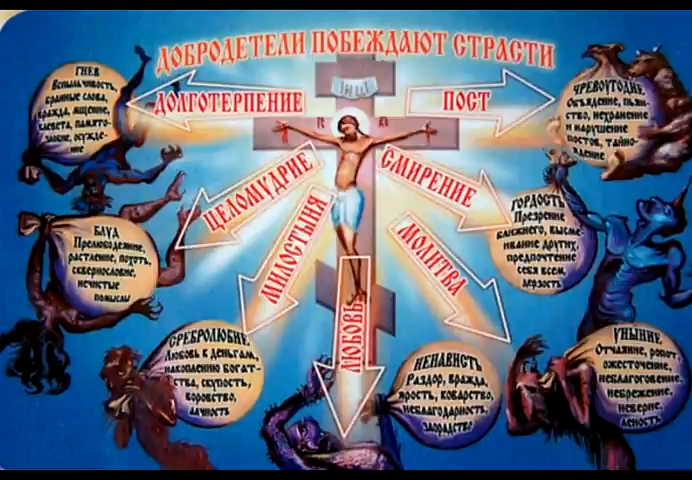 ДОБРОДЕТЕЛИ ПОБЕЖДАЮТ СТРАСТИ
ІНЦІ
ГНЕВ
Вспыльчивость,
бранные слова,
вражда, мщение,
клевета, памято-
злобие, осужде-
ние
ДОЛГОТЕРПЕНИЕ
ПОСТ
ЧРЕВОУГОДИЕ
Объядение, пьян-
ство, нехранение
и нарушение
постов, тайно-
ядение
ЦЕЛОМУДРИЕ
СМИРЕНИЕ
БЛУД
Прелюбодеяние,
растление, похоть,
сквернословие,
нечистые
помыслы
ГОРДОСТЬ
Презрение
ближнего, высме-
ивание других,
предпочтение
себя всем,
дерзость
МИЛОСТЫНЯ
МОЛИТВА
ЛЮБОВЬ
СРЕБРОЛЮБИЕ
Любовь к деньгам,
накоплению богат-
ства, скупость,
воровство,
алчность
НЕНАВИСТЬ
Раздор, вражда,
ярость, коварство,
неблагодарность,
злорадство
УНЫНИЕ
Отчаяние, ропот,
ожесточение,
неблагоговение,
небрежение,
неверие,
леность